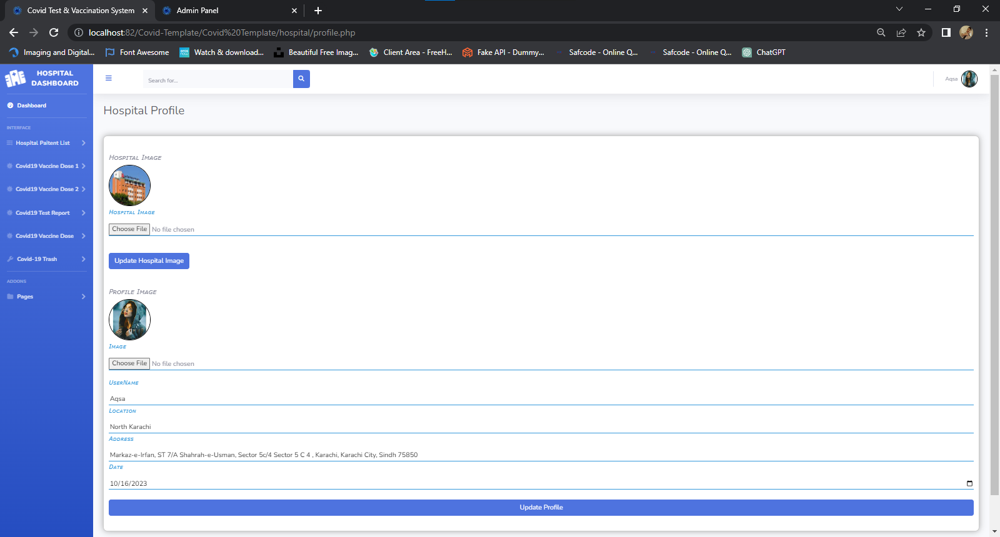 Covid Test & Vaccination System
Admin Panel
localhost:82/Covid-Template/Covid%20Template/hospital/profile.php
Imaging and Digital...
Font Awesome
Watch & download...
Beautiful Free Imag...
Client Area - FreeH...
Fake API - Dummy...
Safcode - Online Q...
Safcode - Online Q...
ChatGPT
HOSPITAL
DASHBOARD
Dashboard
INTERFACE
Hospital Paitent List
Covid19 Vaccine Dose 1
Covid19 Vaccine Dose 2
Covid19 Test Report
Covid19 Vaccine Dose
Covid-19 Trash
ADDONS
Pages
Search for...
Aqsa
Hospital Profile
Hospital Image
Hospital Image
Choose File No file chosen
Update Hospital Image
Profile Image
Image
Choose File No file chosen
UserName
Aqsa
Location
North Karachi
Address
Markaz-e-Irfan, ST 7/A Shahrah-e-Usman, Sector 5c/4 Sector 5 C 4 , Karachi, Karachi City, Sindh 75850
Date
10/16/2023
Update Profile